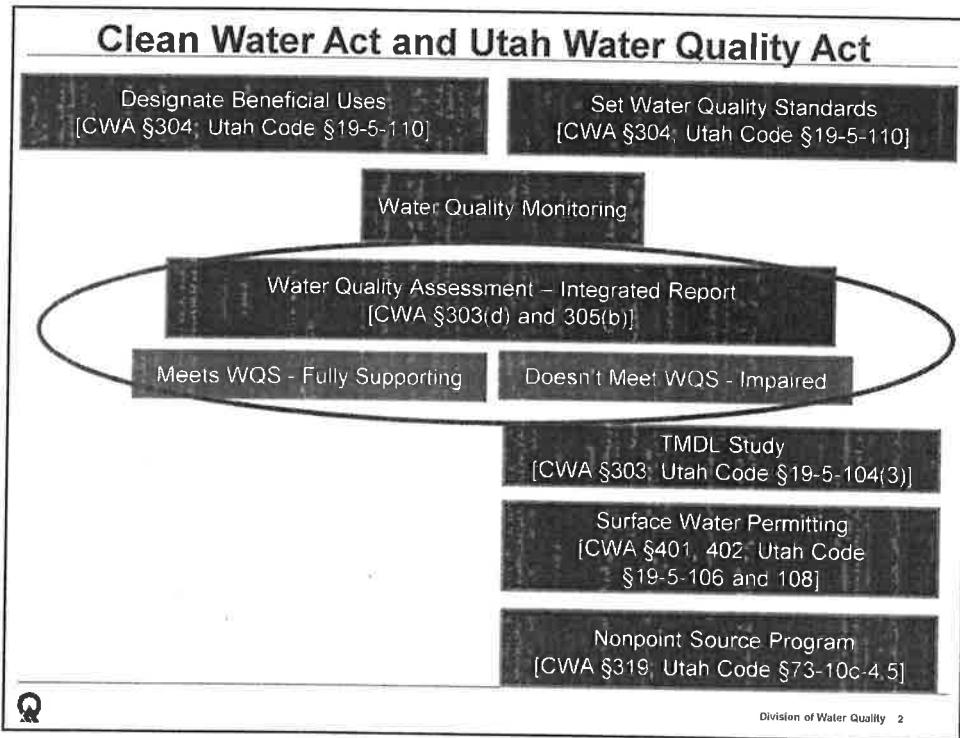 Clean Water Act and Utah Water Quality Act
Designate Beneficial Uses
[CWA §304; Utah Code §19-5-110]
Set Water Quality Standards
[CWA §304; Utah Code §19-5-110]
Water Quality Monitoring
Water Quality Assessment – Integrated Report
[CWA §303(d) and 305(b)]
Meets WQS - Fully Supporting
Doesn't Meet WQS - Impaired
TMDL Study
[CWA §303; Utah Code §19-5-104(3)]
Surface Water Permitting
[CWA §401, 402, Utah Code
§19-5-106 and 108]
Nonpoint Source Program
[CWA §319; Utah Code §73-10c-4.5]
Division of Water Quality 2